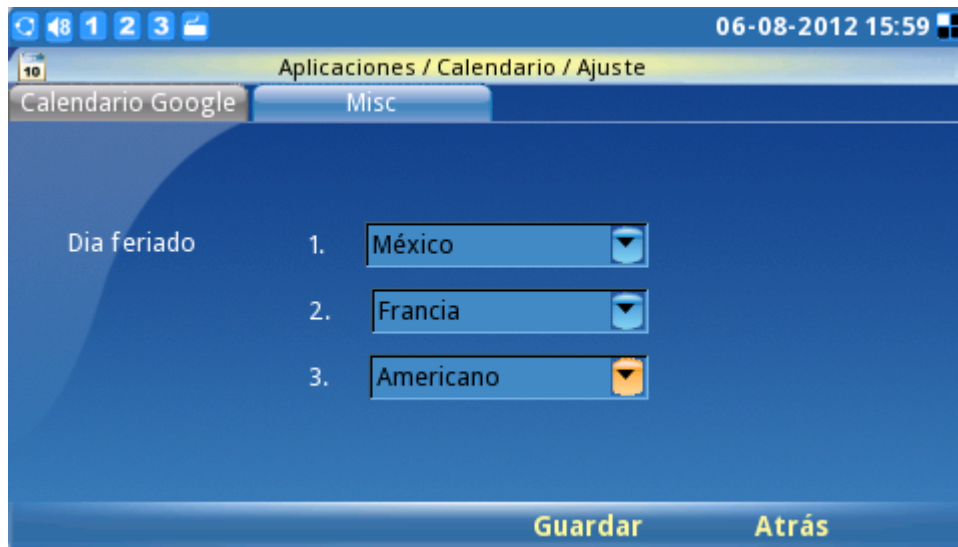 8 1 2 3 06-08-2012 15:59
10 Aplicaciones / Calendario / Ajuste
Calendario Google Misc
Dia feriado 1. México
2. Francia
3. Americano
Guardar Atrás